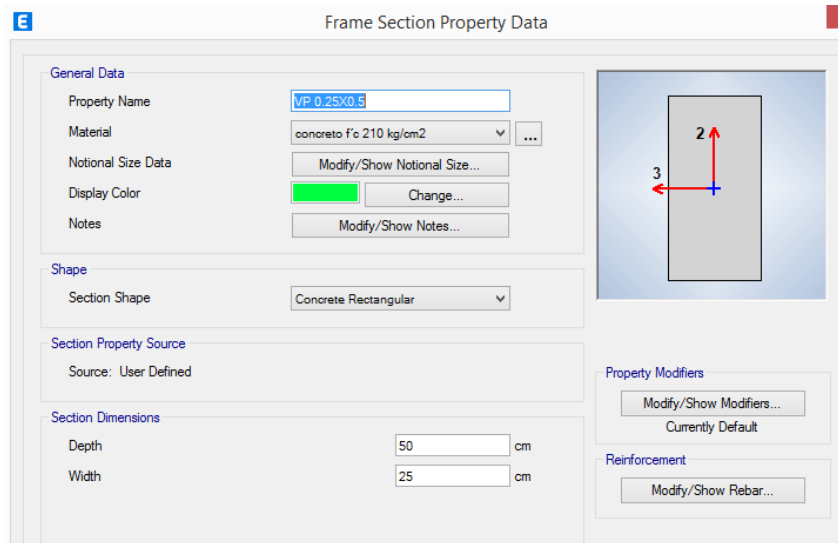 E
Frame Section Property Data
General Data
Property Name VP 0.25X0.5
Material concreto f'c 210 kg/cm2 ...
Notional Size Data Modify/Show Notional Size...
Display Color Change...
Notes Modify/Show Notes...
2
3
Shape
Section Shape Concrete Rectangular
Section Property Source
Source: User Defined
Property Modifiers
Modify/Show Modifiers...
Currently Default
Section Dimensions
Depth 50 cm
Width 25 cm
Reinforcement
Modify/Show Rebar...